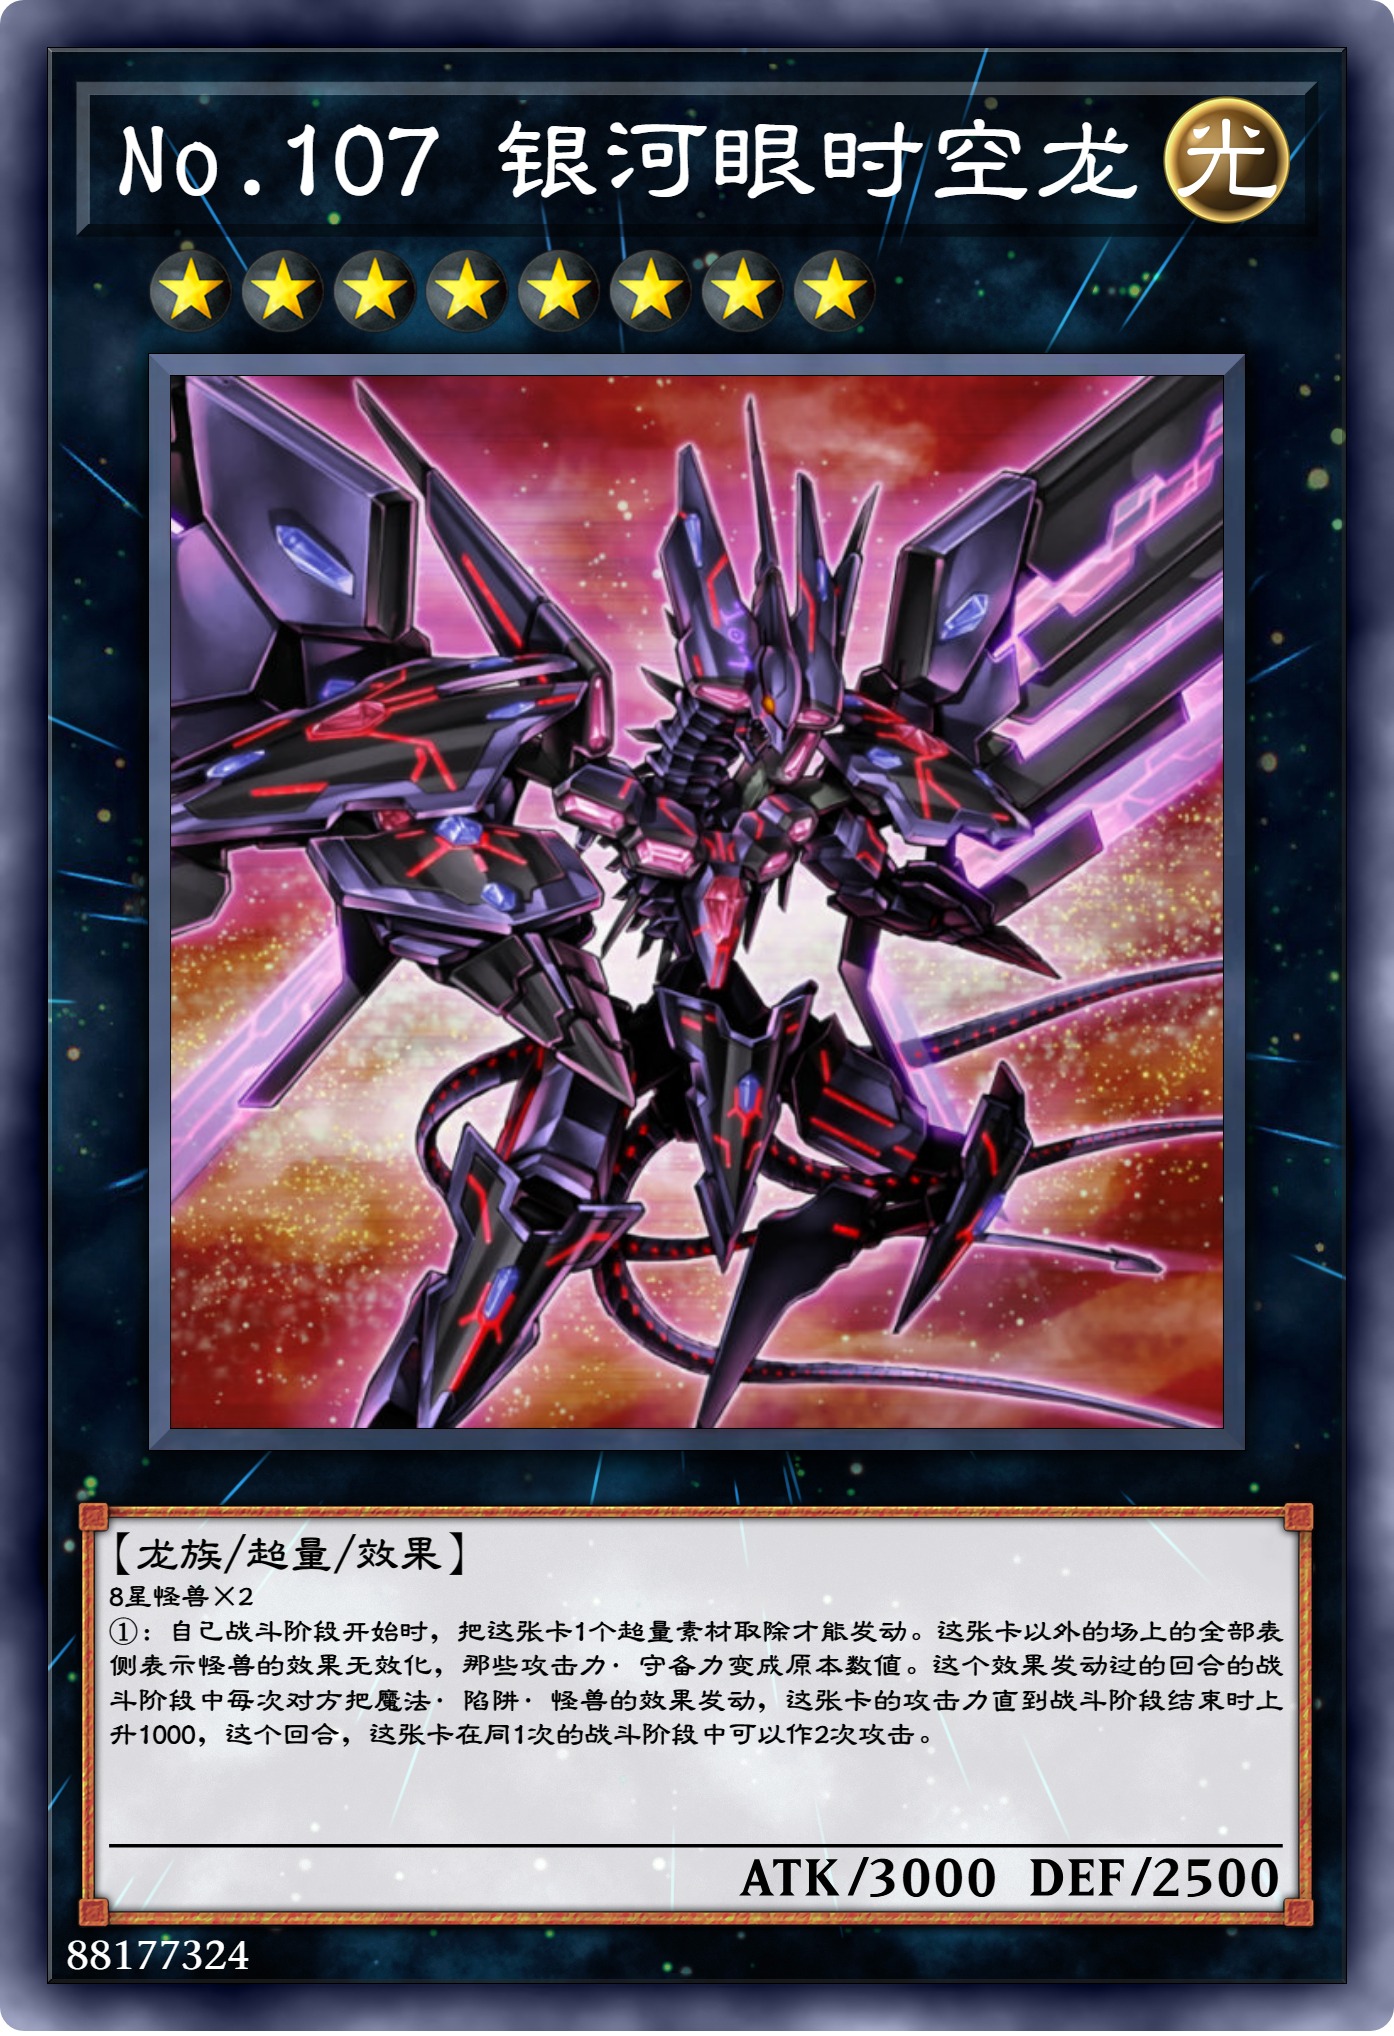 No.107 银河眼时空龙 光
【龙族/超量/效果】
8星怪兽×2
①：自己战斗阶段开始时，把这张卡1个超量素材取除才能发动。这张卡以外的场上的全部表
侧表示怪兽的效果无效化，那些攻击力·守备力变成原本数值。这个效果发动过的回合的战
斗阶段中每次对方把魔法·陷阱·怪兽的效果发动，这张卡的攻击力直到战斗阶段结束时上
升1000，这个回合，这张卡在同1次的战斗阶段中可以作2次攻击。
ATK/3000 DEF/2500
88177324